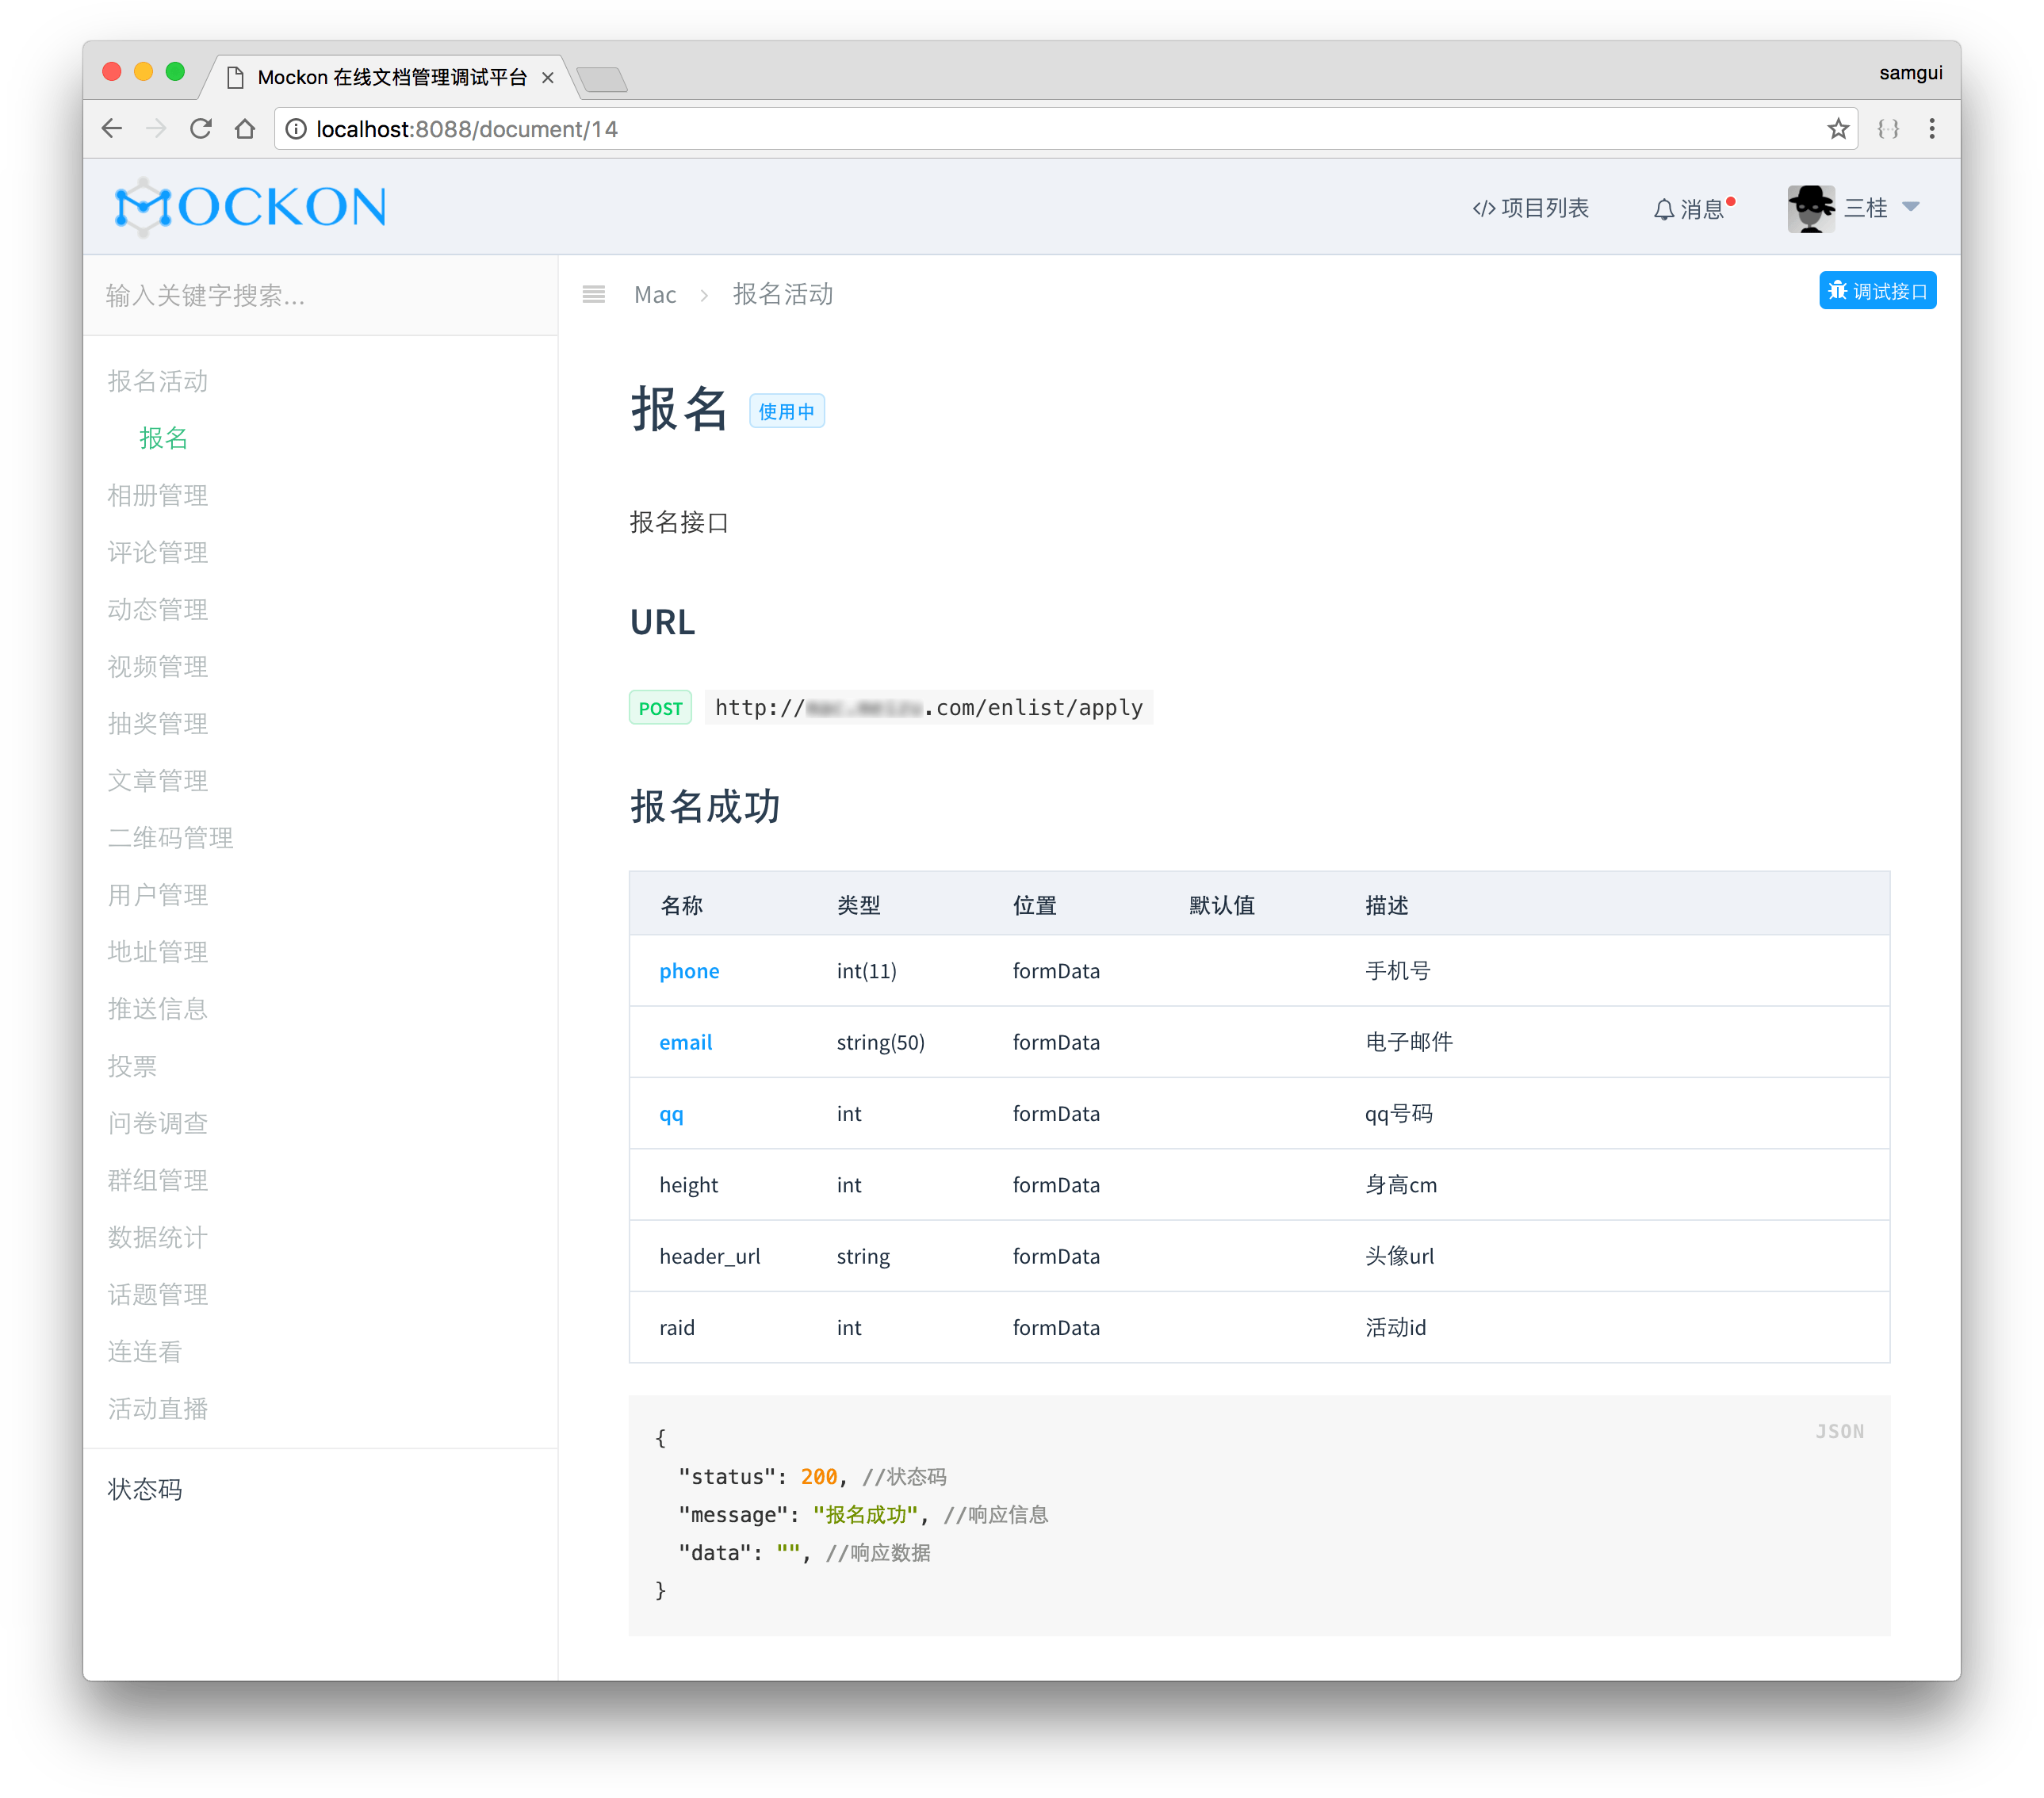 Mockon 在线文档管理调试平台
samgui
localhost:8088/document/14
MOCKON
项目列表
消息
三桂
输入关键字搜索...
Mac
报名活动
调试接口
报名活动
报名
相册管理
评论管理
动态管理
视频管理
抽奖管理
文章管理
二维码管理
用户管理
地址管理
推送信息
投票
问卷调查
群组管理
数据统计
话题管理
连连看
活动直播
状态码
报名 使用中
报名接口
URL
POST http:// .com/enlist/apply
报名成功
名称 类型 位置 默认值 描述
phone int(11) formData 手机号
email string(50) formData 电子邮件
qq int formData qq号码
height int formData 身高cm
header_url string formData 头像url
raid int formData 活动id
JSON
{
"status": 200, //状态码
"message": "报名成功", //响应信息
"data": "", //响应数据
}